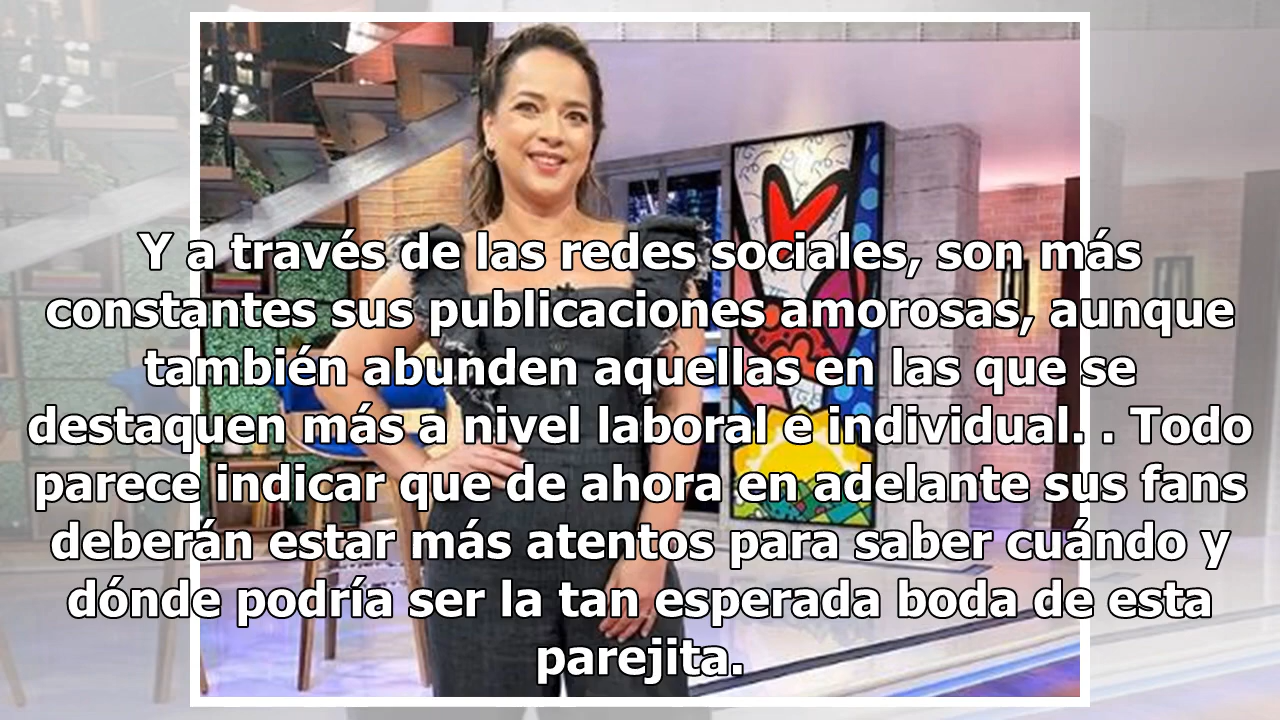 Y a través de las redes sociales, son más
constantes sus publicaciones amorosas, aunque
también abunden aquellas en las que se
destaquen más a nivel laboral e individual. . Todo
parece indicar que de ahora en adelante sus fans
deberán estar más atentos para saber cuándo y
dónde podría ser la tan esperada boda de esta
parejita.